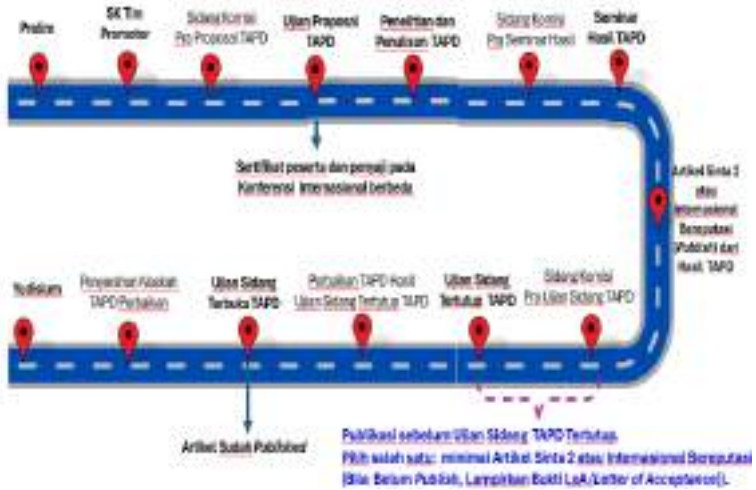 Prelim
SK Tim
Promotor
Sidang Komisi
Pra Proposal TAPD
Ujian Proposal
TAPD
Penelitian dan
Penulisan TAPD
Sidang Komisi
Pra Seminar Hasil
Seminar
Hasil TAPD
Sertifikat peserta dan penyaji pada
Konferensi Internasional berbeda
Artikel Sinta 2
atau
Internasional
Bereputasi
(Publish) dari
Hasil TAPD
Sidang Komisi
Pra Ujian Sidang TAPD
Ujian Sidang
Tertutup TAPD
Perbaikan TAPD Hasil
Ujian Sidang Tertutup TAPD
Ujian Sidang
Terbuka TAPD
Penyerahan Naskah
TAPD Perbaikan
Yudisium
Artikel Sudah Published
Publikasi sebelum Ujian Sidang TAPD Tertutup.
Pilih salah satu: minimal Artikel Sinta 2 atau Internasional Bereputasi
(Bila Belum Publish, Lampirkan Bukti LoA/Letter of Acceptance)).